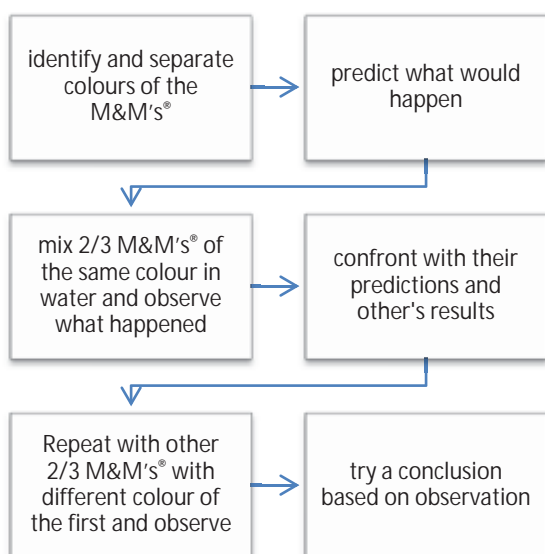 identify and separate
colours of the
M&M's®
predict what would
happen
mix 2/3 M&M's® of
the same colour in
water and observe
what happened
confront with their
predictions and
other's results
Repeat with other
2/3 M&M's® with
different colour of
the first and observe
try a conclusion
based on observation